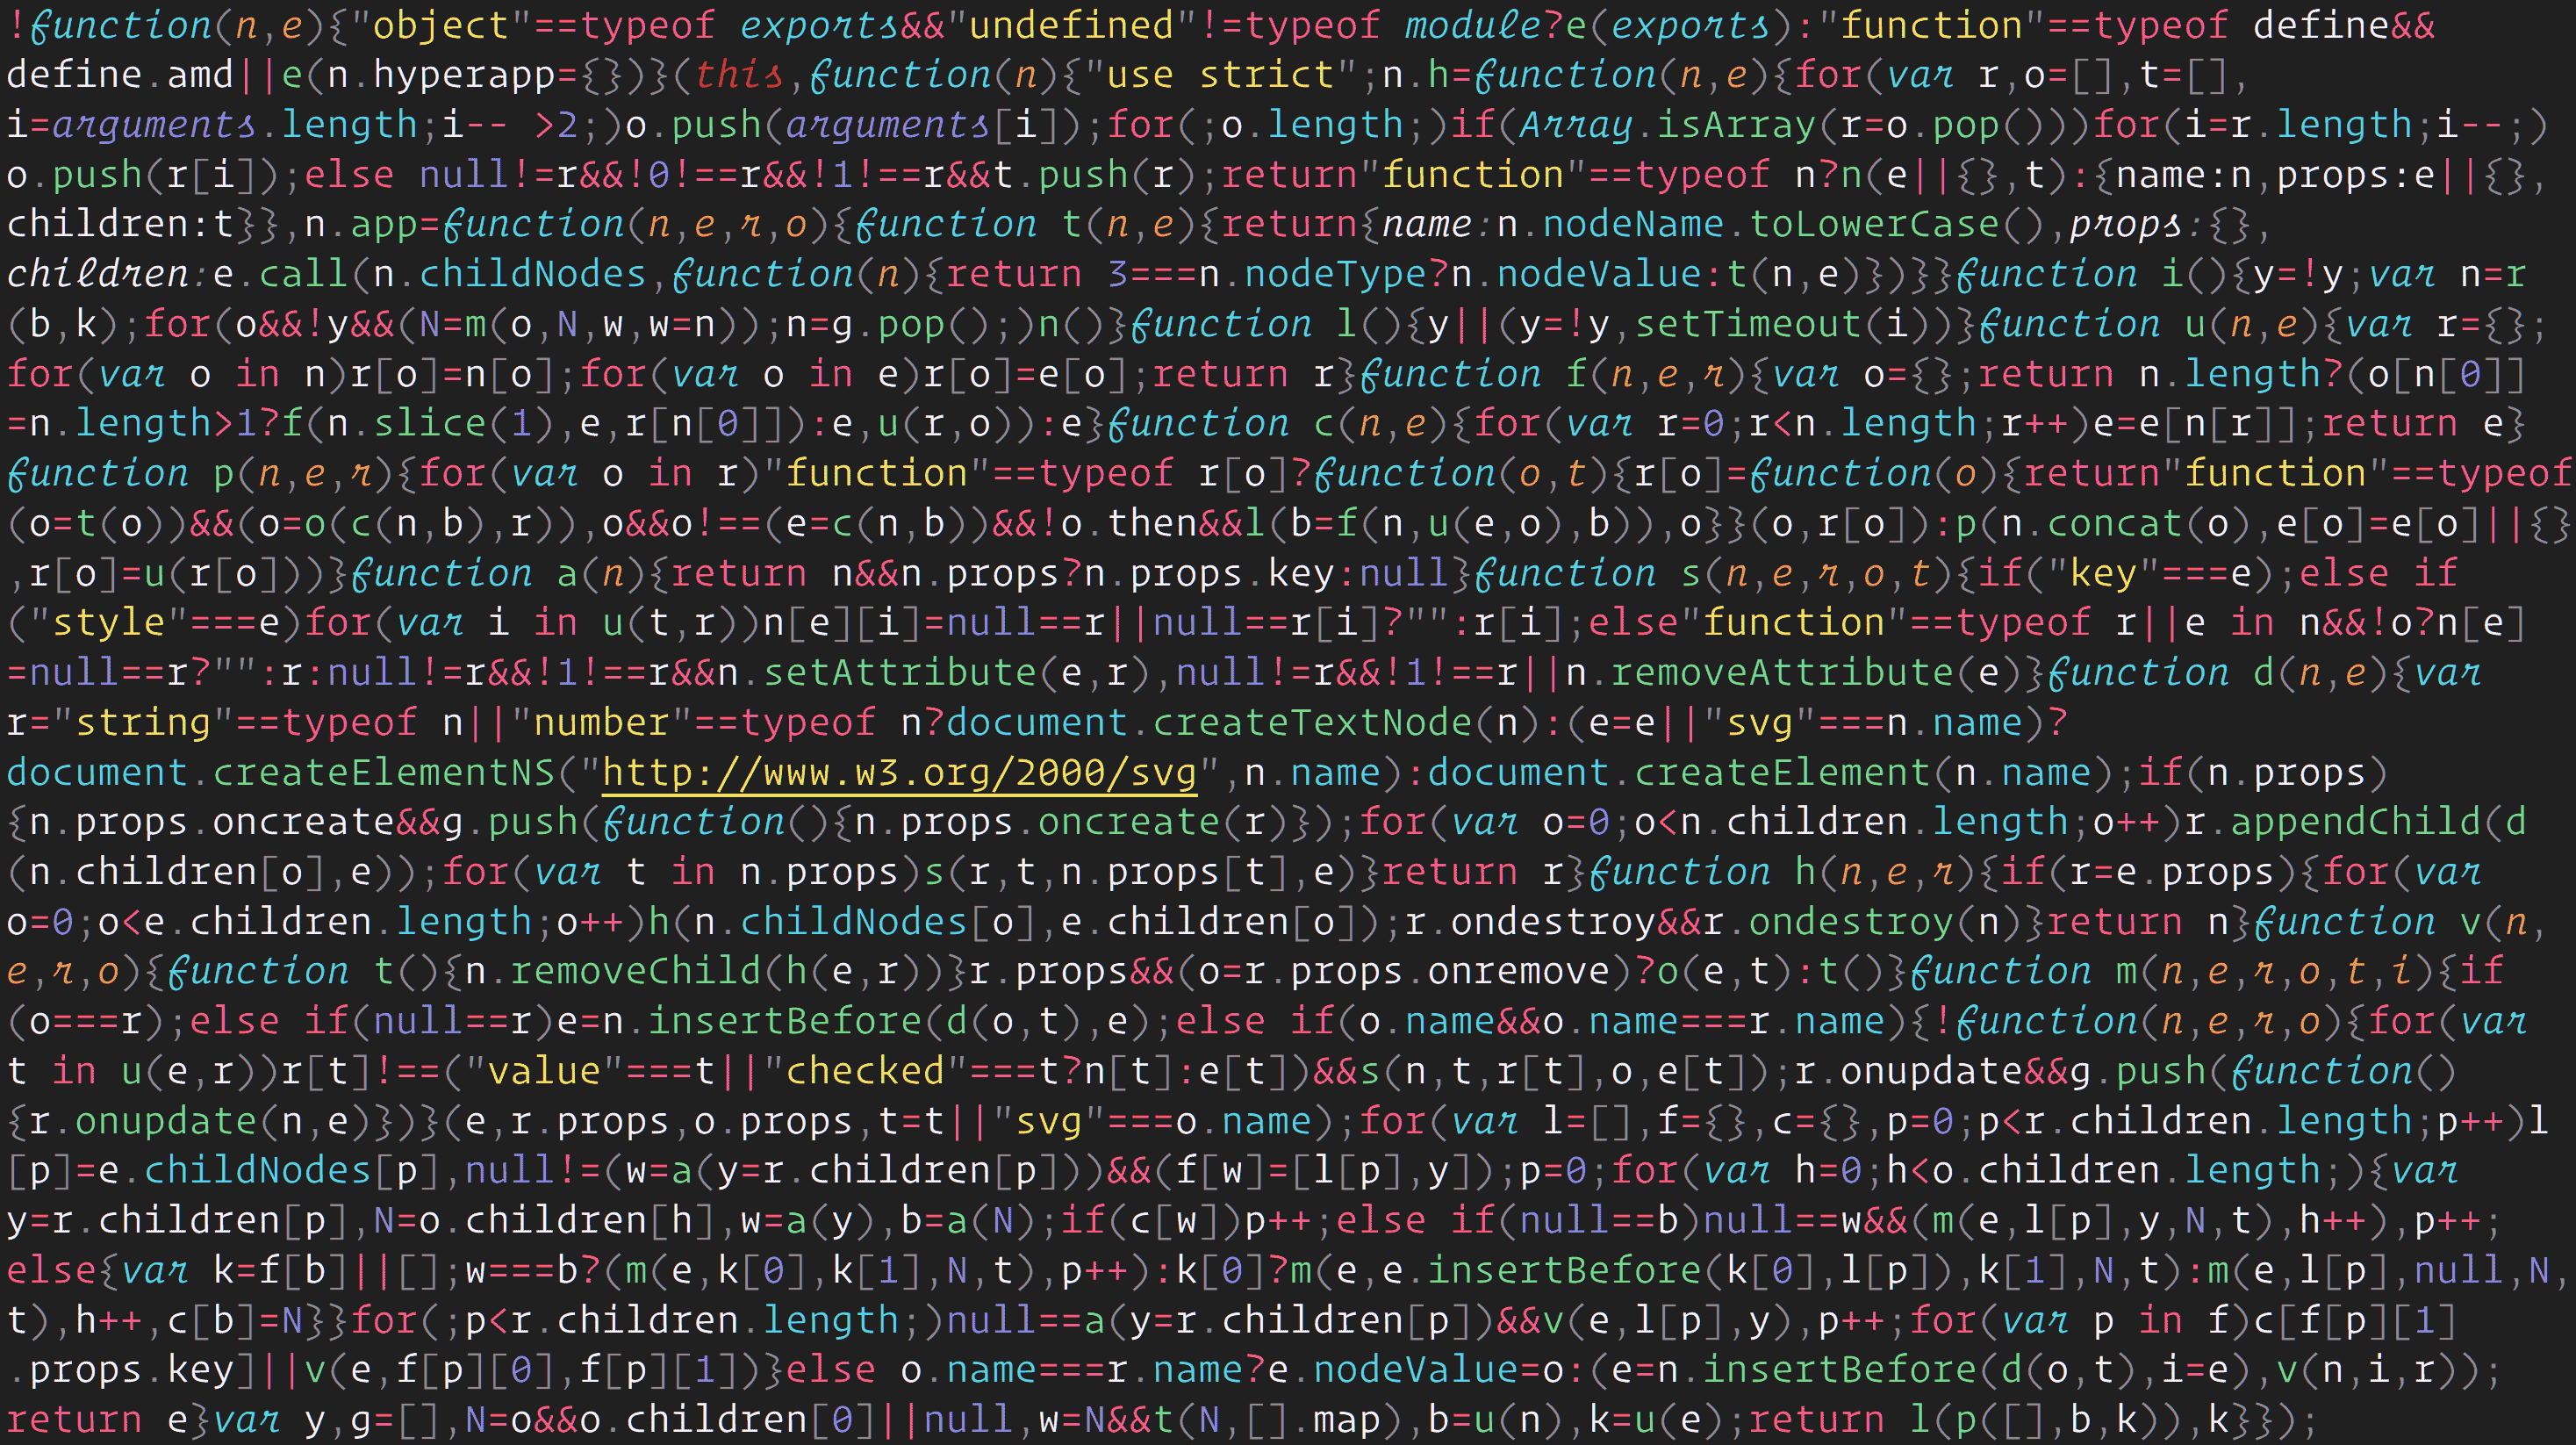 !function(n,e){"object"==typeof exports&&"undefined"!=typeof module?e(exports):"function"==typeof define&&
define.amd||e(n.hyperapp={})}(this,function(n){"use strict";n.h=function(n,e){for(var r,o=[],t=[],
i=arguments.length;i-- >2;)o.push(arguments[i]);for(;o.length;)if(Array.isArray(r=o.pop()))for(i=r.length;i--;)
o.push(r[i]);else null!=r&&!0!==r&&!1!==r&&t.push(r);return"function"==typeof n?n(e||{},t):{name:n,props:e||{},
children:t}},n.app=function(n,e,r,o){function t(n,e){return{name:n.nodeName.toLowerCase(),props:{},
children:e.call(n.childNodes,function(n){return 3===n.nodeType?n.nodeValue:t(n,e)})}}function i(){y=!y;var n=r
(b,k);for(o&&!y&&(N=m(o,N,w,w=n));n=g.pop();)n()}function l(){y||(y=!y,setTimeout(i))}function u(n,e){var r={};
for(var o in n)r[o]=n[o];for(var o in e)r[o]=e[o];return r}function f(n,e,r){var o={};return n.length?(o[n[0]]
=n.length>1?f(n.slice(1),e,r[n[0]]):e,u(r,o)):e}function c(n,e){for(var r=0;r<n.length;r++)e=e[n[r]];return e}
function p(n,e,r){for(var o in r)"function"==typeof r[o]?function(o,t){r[o]=function(o){return"function"==typeof
(o=t(o))&&(o=o(c(n,b),r)),o&&o!==(e=c(n,b))&&!o.then&&l(b=f(n,u(e,o),b)),o}}(o,r[o]):p(n.concat(o),e[o]=e[o]||{}
,r[o]=u(r[o]))}function a(n){return n&&n.props?n.props.key:null}function s(n,e,r,o,t){if("key"===e);else if
("style"===e)for(var i in u(t,r))n[e][i]=null==r||null==r[i]?"":r[i];else"function"==typeof r||e in n&&!o?n[e]
=null==r?"":r:null!=r&&!1!==r&&n.setAttribute(e,r),null!=r&&!1!==r||n.removeAttribute(e)}function d(n,e){var
r="string"==typeof n||"number"==typeof n?document.createTextNode(n):(e=e||"svg"===n.name)?
document.createElementNS("http://www.w3.org/2000/svg",n.name):document.createElement(n.name);if(n.props)
{n.props.oncreate&&g.push(function(){n.props.oncreate(r)});for(var o=0;o<n.children.length;o++)r.appendChild(d
(n.children[o],e));for(var t in n.props)s(r,t,n.props[t],e)}return r}function h(n,e,r){if(r=e.props){for(var
o=0;o<e.children.length;o++)h(n.childNodes[o],e.children[o]);r.ondestroy&&r.ondestroy(n)}return n}function v(n,
e,r,o){function t(){n.removeChild(h(e,r))}r.props&&(o=r.props.onremove)?o(e,t):t()}function m(n,e,r,o,t,i){if
(o===r);else if(null==r)e=n.insertBefore(d(o,t),e);else if(o.name&&o.name===r.name){!function(n,e,r,o){for(var
t in u(e,r))r[t]!==("value"===t||"checked"===t?n[t]:e[t])&&s(n,t,r[t],o,e[t]);r.onupdate&&g.push(function()
{r.onupdate(n,e)})}(e,r.props,o.props,t=t||"svg"===o.name);for(var l=[],f={},c={},p=0;p<r.children.length;p++)l
[p]=e.childNodes[p],null!=(w=a(y=r.children[p]))&&(f[w]=[l[p],y]);p=0;for(var h=0;h<o.children.length;){var
y=r.children[p],N=o.children[h],w=a(y),b=a(N);if(c[w])p++;else if(null==b)null==w&&(m(e,l[p],y,N,t),h++),p++;
else{var k=f[b]||[];w===b?(m(e,k[0],k[1],N,t),p++):k[0]?m(e,e.insertBefore(k[0],l[p]),k[1],N,t):m(e,l[p],null,N,
t),h++,c[b]=N}}for(;p<r.children.length;)null==a(y=r.children[p])&&v(e,l[p],y),p++;for(var p in f)c[f[p][1]
.props.key]||v(e,f[p][0],f[p][1])}else o.name===r.name?e.nodeValue=o:(e=n.insertBefore(d(o,t),i=e),v(n,i,r));
return e}var y,g=[],N=o&&o.children[0]||null,w=N&&t(N,[].map),b=u(n),k=u(e);return l(p([],b,k)),k}});